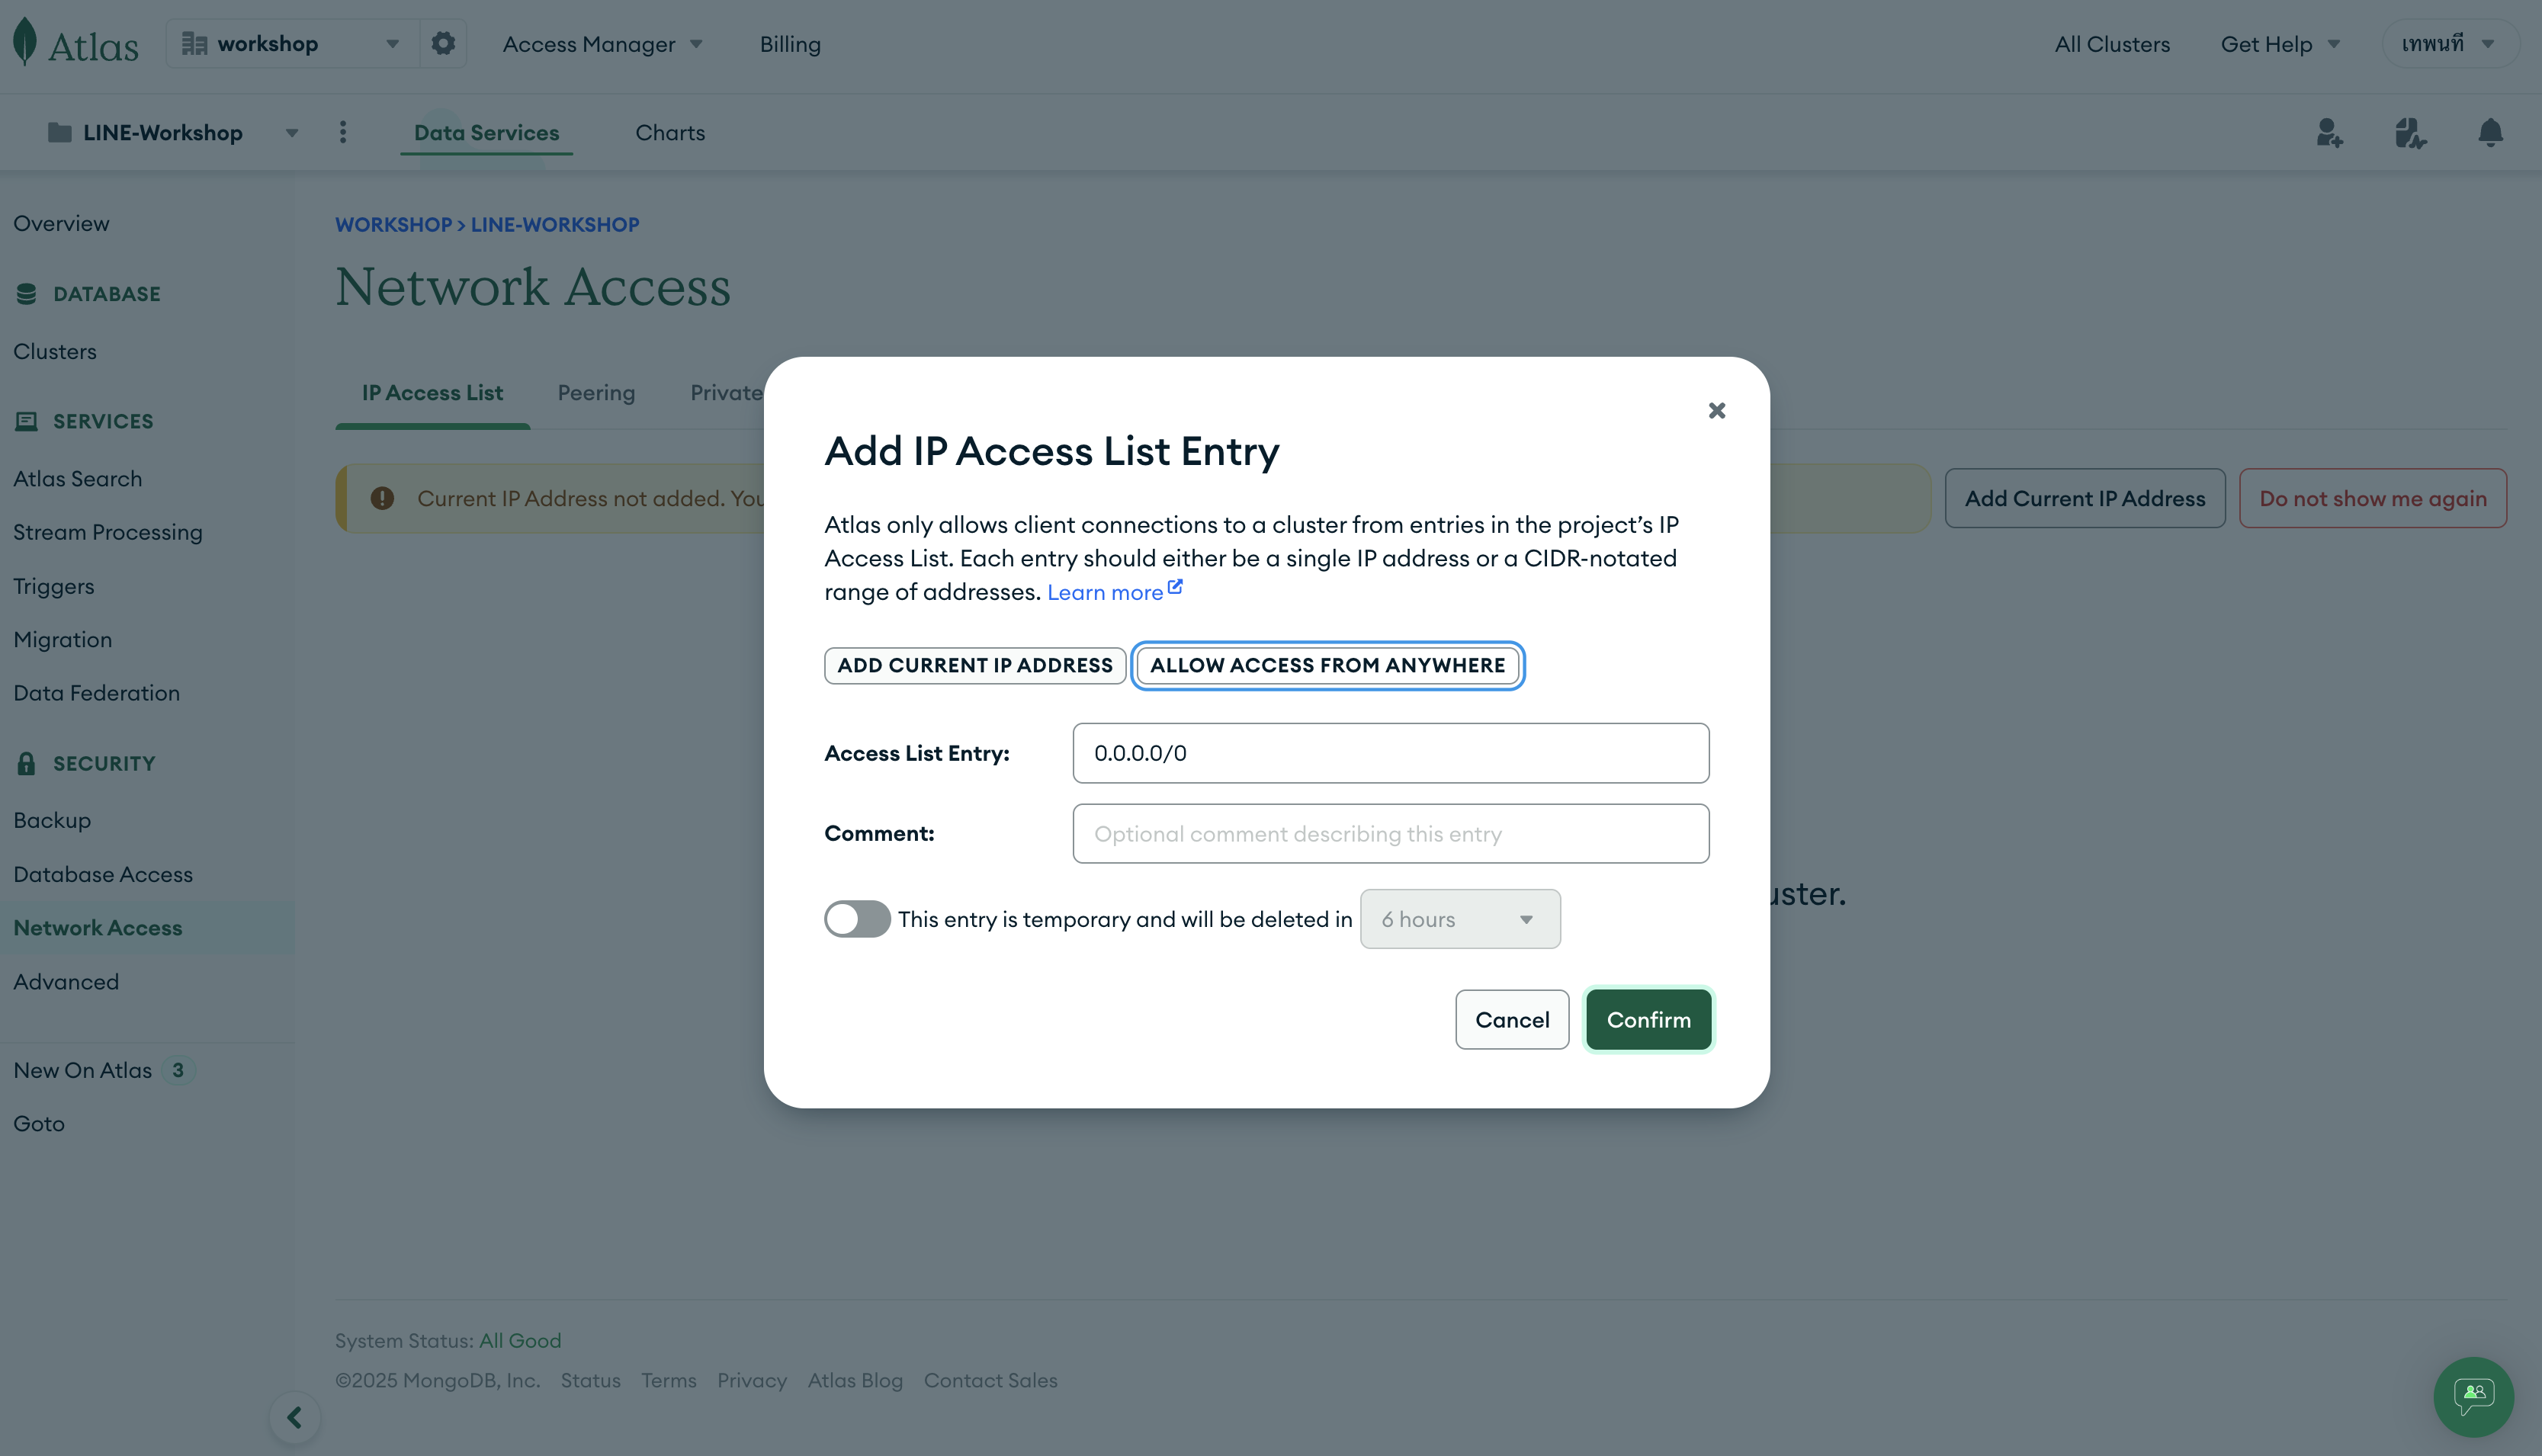 Atlas
workshop
Access Manager
Billing
All Clusters
Get Help
เทพนที
LINE-Workshop
Data Services
Charts
Overview
DATABASE
Clusters
SERVICES
Atlas Search
Stream Processing
Triggers
Migration
Data Federation
SECURITY
Backup
Database Access
Network Access
Advanced
New On Atlas 3
Goto
WORKSHOP > LINE-WORKSHOP
Network Access
IP Access List
Peering
Private
Current IP Address not added. You
Add Current IP Address
Do not show me again
Add IP Access List Entry
Atlas only allows client connections to a cluster from entries in the project’s IP
Access List. Each entry should either be a single IP address or a CIDR-notated
range of addresses. Learn more
ADD CURRENT IP ADDRESS
ALLOW ACCESS FROM ANYWHERE
Access List Entry:
0.0.0.0/0
Comment:
Optional comment describing this entry
This entry is temporary and will be deleted in
6 hours
Cancel
Confirm
System Status: All Good
©2025 MongoDB, Inc. Status Terms Privacy Atlas Blog Contact Sales